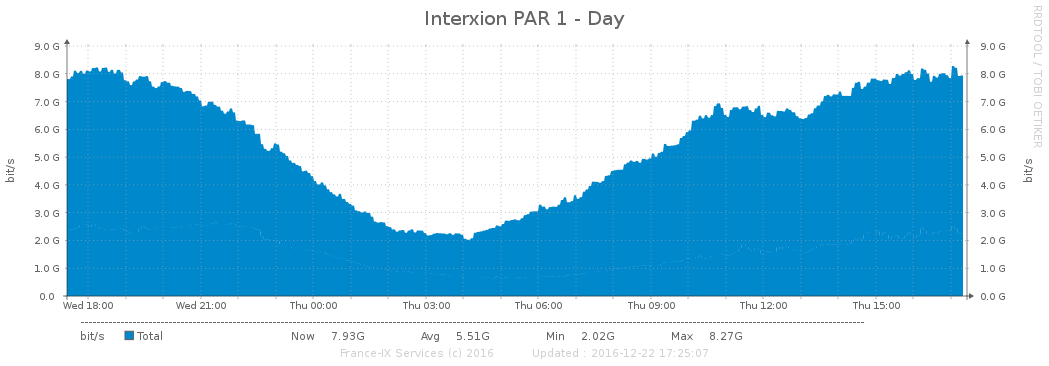 Interxion PAR 1 - Day
RRDTOOL / TOBI OETIKER
bit/s
bit/s
9.0 G 9.0 G
8.0 G 8.0 G
7.0 G 7.0 G
6.0 G 6.0 G
5.0 G 5.0 G
4.0 G 4.0 G
3.0 G 3.0 G
2.0 G 2.0 G
1.0 G 1.0 G
0.0 0.0 G
Wed 18:00 Wed 21:00 Thu 00:00 Thu 03:00 Thu 06:00 Thu 09:00 Thu 12:00 Thu 15:00
bit/s Total Now 7.93G Avg 5.51G Min 2.02G Max 8.27G
France-IX Services (c) 2016 Updated : 2016-12-22 17:25:07